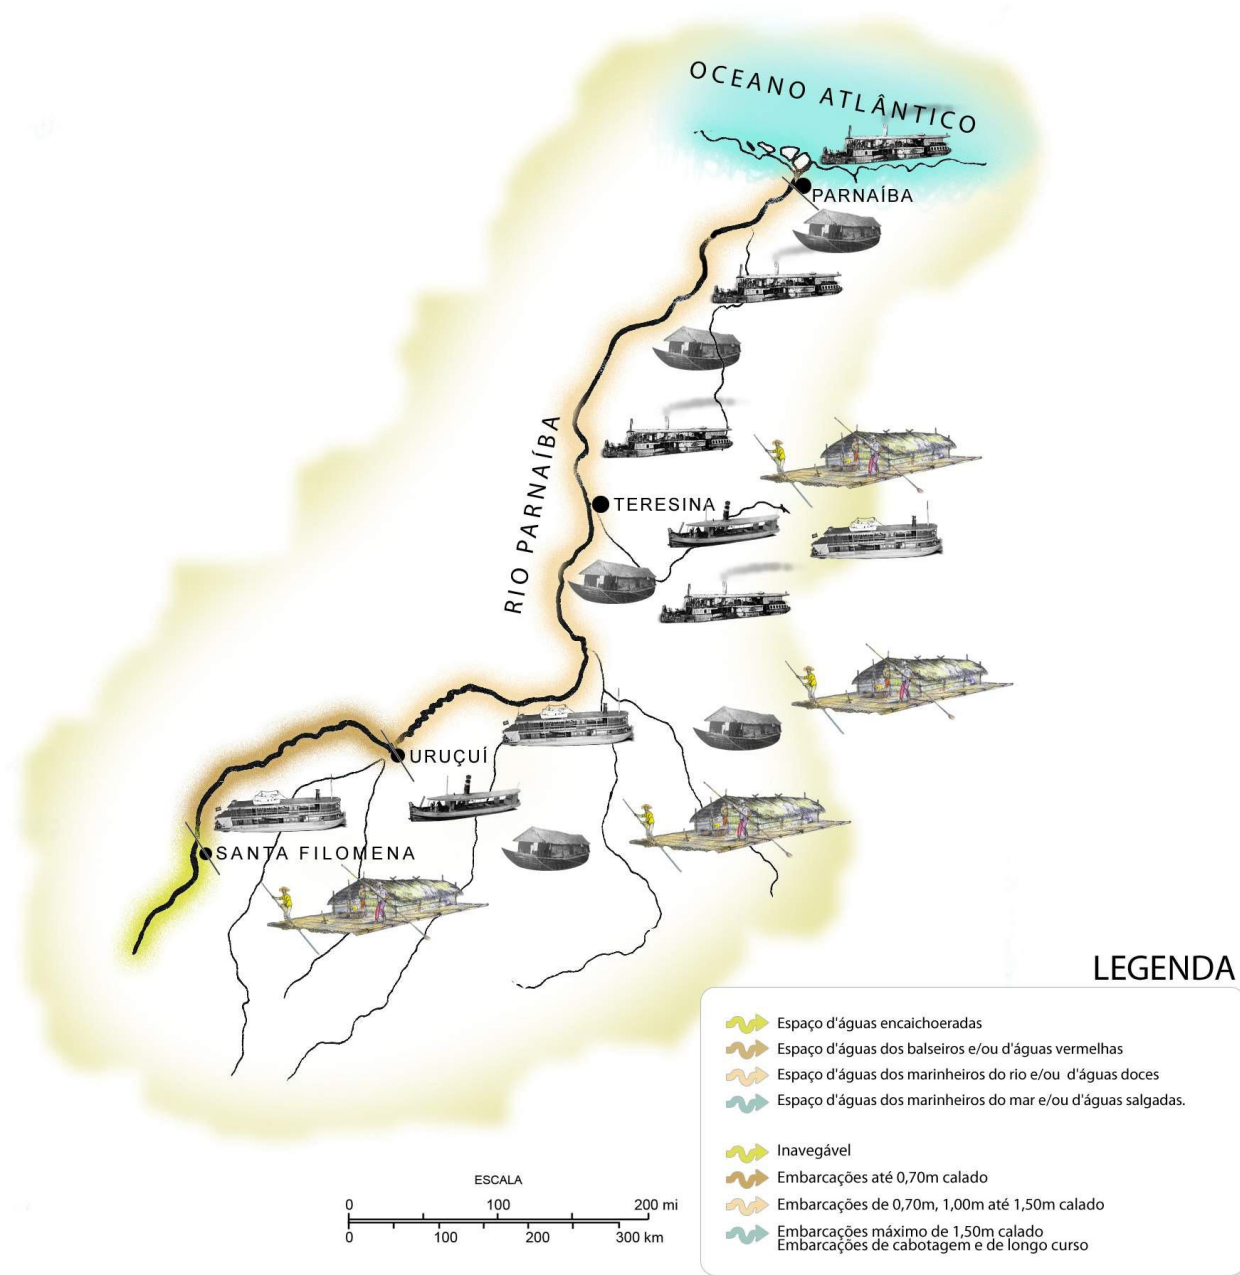 OCEANO ATLÂNTICO
PARNAÍBA
RIO PARNAÍBA
TERESINA
URUÇUÍ
SANTA FILOMENA
LEGENDA
Espaço d'águas encaichoeradas
Espaço d'águas dos balseiros e/ou d'águas vermelhas
Espaço d'águas dos marinheiros do rio e/ou d'águas doces
Espaço d'águas dos marinheiros do mar e/ou d'águas salgadas.
Inavegável
Embarcações até 0,70m calado
Embarcações de 0,70m, 1,00m até 1,50m calado
Embarcações máximo de 1,50m calado
Embarcações de cabotagem e de longo curso
ESCALA
0 100 200 mi
0 100 200 300 km